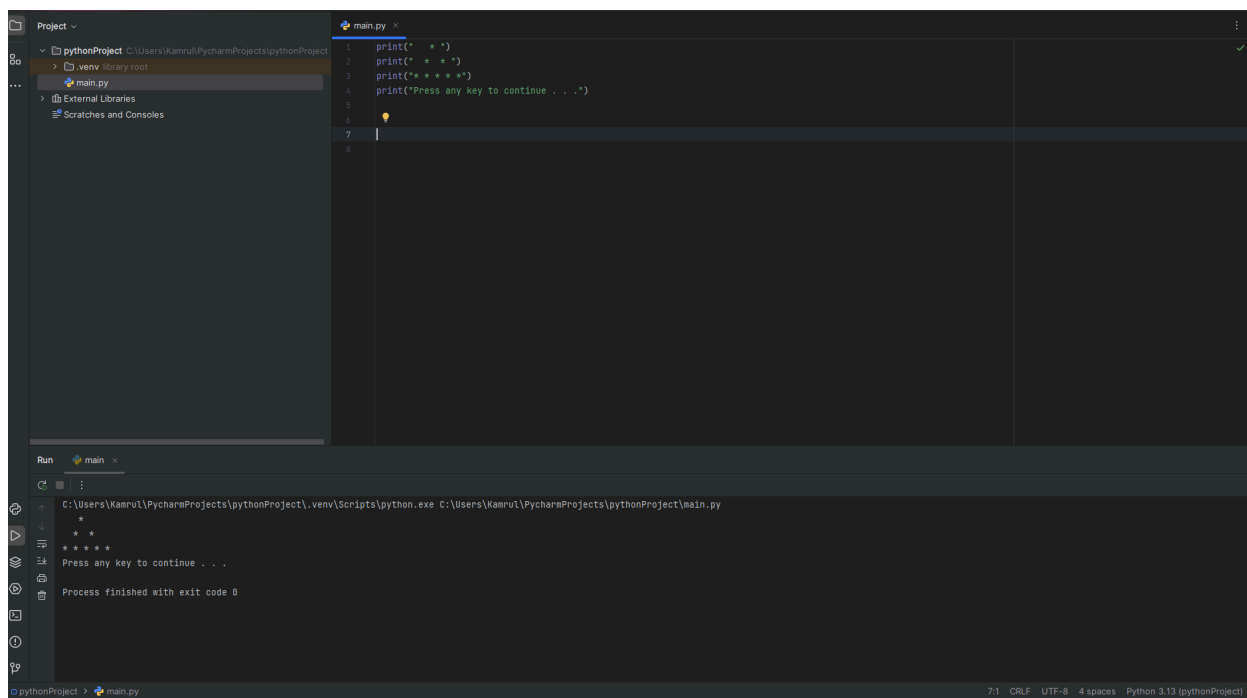 Project
main.py
pythonProject C:\Users\Kamrul\PycharmProjects\pythonProject
.venv library root
main.py
External Libraries
Scratches and Consoles
1 print("   * ")
2 print("  *  * ")
3 print("* * * * *")
4 print("Press any key to continue . . .")
5
6
7
8
Run main
C:\Users\Kamrul\PycharmProjects\pythonProject\.venv\Scripts\python.exe C:\Users\Kamrul\PycharmProjects\pythonProject\main.py
   *
  *  *
* * * * *
Press any key to continue . . .
Process finished with exit code 0
pythonProject > main.py
7:1 CRLF UTF-8 4 spaces Python 3.13 (pythonProject)